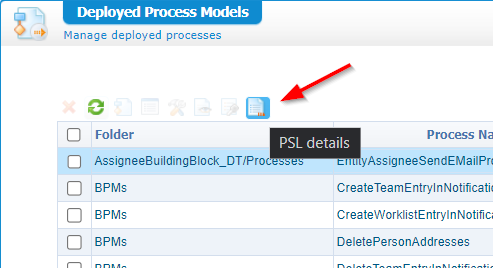 Deployed Process Models
Manage deployed processes
PSL details
Folder Process Na
AssigneeBuildingBlock_DT/Processes EntityAssigneeSendEMailPro
BPMs CreateTeamEntryInNotificatio
BPMs CreateWorklistEntryInNotific
BPMs DeletePersonAddresses
BPMs DeleteTeamEntryInNotificatio